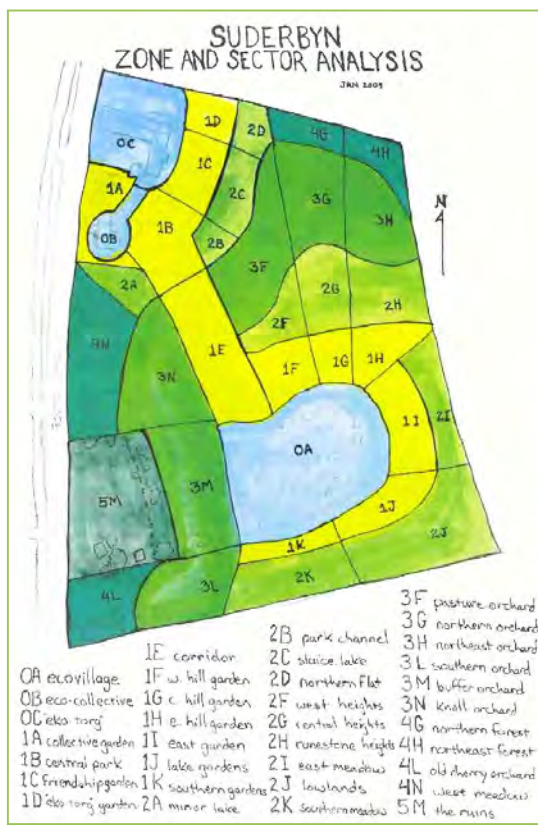 SUDERBYN
ZONE AND SECTOR ANALYSIS
JAN 2009
0C
1D
2D
4G
4H
1C
2C
1A
1B
3G
3H
N
0B
2B
3F
2A
2G
2H
2F
4N
1E
3N
1F
1G
1H
1I
2I
0A
3M
5M
1J
1K
2J
2K
3L
4L
0A ecovillage
0B eco-collective
0C 'eko torg'
1A collective garden
1B central park
1C Friendship garden
1D 'eko torg' garden
1E corridor
1F w. hill garden
1G c. hill garden
1H e. hill garden
1I east garden
1J lake gardens
1K southern gardens
2A minor lake
2B park channel
2C sluice lake
2D northern flat
2F west heights
2G central heights
2H runestone heights
2I east meadow
2J lowlands
2K southern meadow
3F pasture orchard
3G northern orchard
3H northeast orchard
3L southern orchard
3M buffer orchard
3N knoll orchard
4G northern forest
4H northeast forest
4L old cherry orchard
4N west meadow
5M the ruins